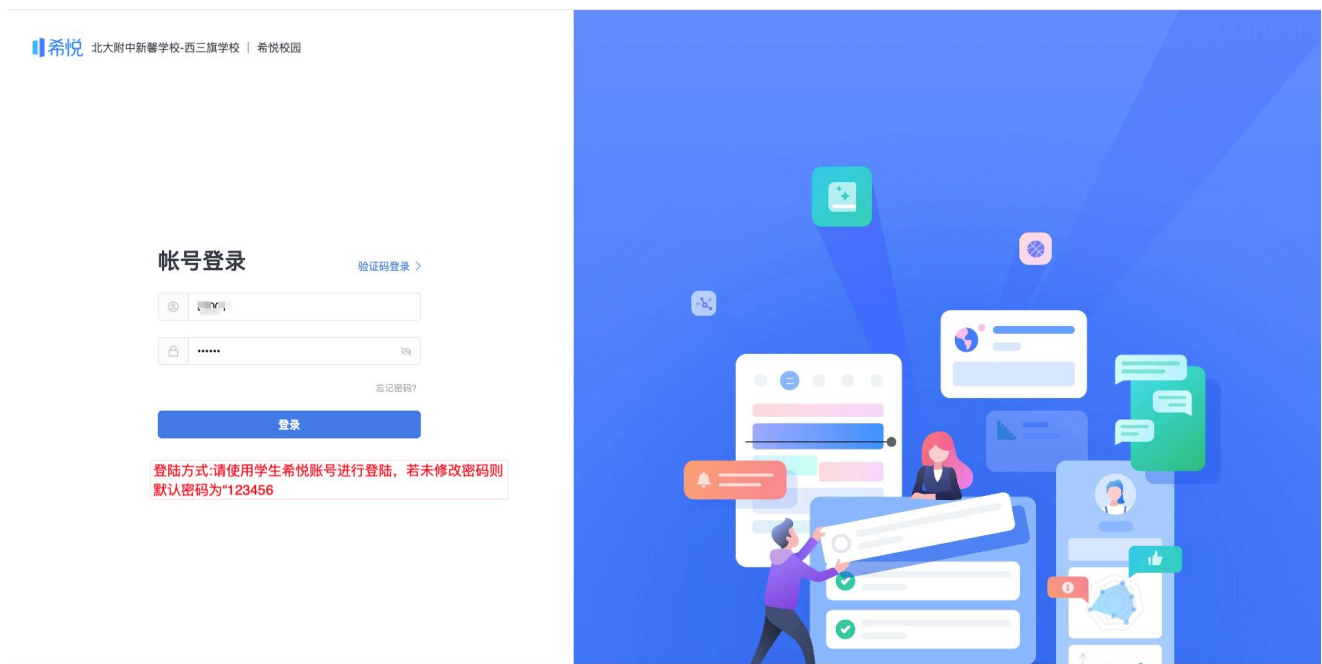 希悦 北大附中新馨学校-西三旗学校 | 希悦校园
帐号登录
验证码登录 >
••••••
忘记密码?
登录
登陆方式:请使用学生希悦账号进行登陆，若未修改密码则
默认密码为“123456